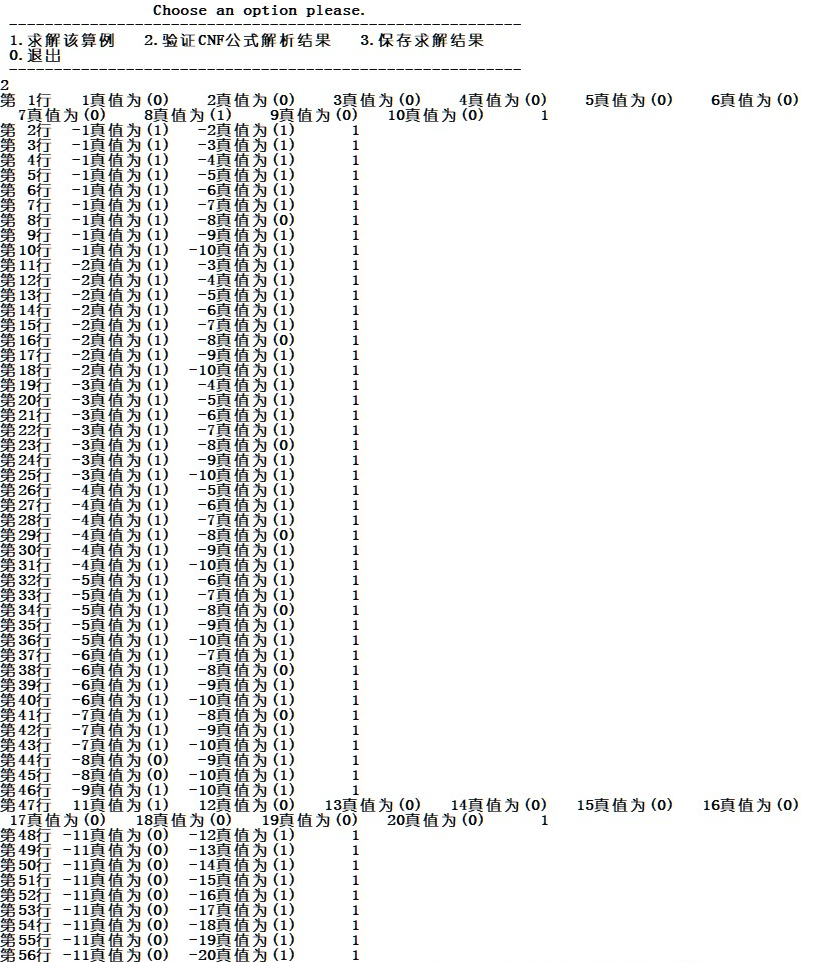 Choose an option please.
------------------------------------------------------------
1.求解该算例 2.验证CNF公式解析结果 3.保存求解结果
0.退出
------------------------------------------------------------
2
第 1行 1真值为(0) 2真值为(0) 3真值为(0) 4真值为(0) 5真值为(0) 6真值为(0)
7真值为(0) 8真值为(1) 9真值为(0) 10真值为(0) 1
第 2行 -1真值为(1) -2真值为(1) 1
第 3行 -1真值为(1) -3真值为(1) 1
第 4行 -1真值为(1) -4真值为(1) 1
第 5行 -1真值为(1) -5真值为(1) 1
第 6行 -1真值为(1) -6真值为(1) 1
第 7行 -1真值为(1) -7真值为(1) 1
第 8行 -1真值为(1) -8真值为(0) 1
第 9行 -1真值为(1) -9真值为(1) 1
第10行 -1真值为(1) -10真值为(1) 1
第11行 -2真值为(1) -3真值为(1) 1
第12行 -2真值为(1) -4真值为(1) 1
第13行 -2真值为(1) -5真值为(1) 1
第14行 -2真值为(1) -6真值为(1) 1
第15行 -2真值为(1) -7真值为(1) 1
第16行 -2真值为(1) -8真值为(0) 1
第17行 -2真值为(1) -9真值为(1) 1
第18行 -2真值为(1) -10真值为(1) 1
第19行 -3真值为(1) -4真值为(1) 1
第20行 -3真值为(1) -5真值为(1) 1
第21行 -3真值为(1) -6真值为(1) 1
第22行 -3真值为(1) -7真值为(1) 1
第23行 -3真值为(1) -8真值为(0) 1
第24行 -3真值为(1) -9真值为(1) 1
第25行 -3真值为(1) -10真值为(1) 1
第26行 -4真值为(1) -5真值为(1) 1
第27行 -4真值为(1) -6真值为(1) 1
第28行 -4真值为(1) -7真值为(1) 1
第29行 -4真值为(1) -8真值为(0) 1
第30行 -4真值为(1) -9真值为(1) 1
第31行 -4真值为(1) -10真值为(1) 1
第32行 -5真值为(1) -6真值为(1) 1
第33行 -5真值为(1) -7真值为(1) 1
第34行 -5真值为(1) -8真值为(0) 1
第35行 -5真值为(1) -9真值为(1) 1
第36行 -5真值为(1) -10真值为(1) 1
第37行 -6真值为(1) -7真值为(1) 1
第38行 -6真值为(1) -8真值为(0) 1
第39行 -6真值为(1) -9真值为(1) 1
第40行 -6真值为(1) -10真值为(1) 1
第41行 -7真值为(1) -8真值为(0) 1
第42行 -7真值为(1) -9真值为(1) 1
第43行 -7真值为(1) -10真值为(1) 1
第44行 -8真值为(0) -9真值为(1) 1
第45行 -8真值为(0) -10真值为(1) 1
第46行 -9真值为(1) -10真值为(1) 1
第47行 11真值为(1) 12真值为(0) 13真值为(0) 14真值为(0) 15真值为(0) 16真值为(0)
17真值为(0) 18真值为(0) 19真值为(0) 20真值为(0) 1
第48行 -11真值为(0) -12真值为(1) 1
第49行 -11真值为(0) -13真值为(1) 1
第50行 -11真值为(0) -14真值为(1) 1
第51行 -11真值为(0) -15真值为(1) 1
第52行 -11真值为(0) -16真值为(1) 1
第53行 -11真值为(0) -17真值为(1) 1
第54行 -11真值为(0) -18真值为(1) 1
第55行 -11真值为(0) -19真值为(1) 1
第56行 -11真值为(0) -20真值为(1) 1